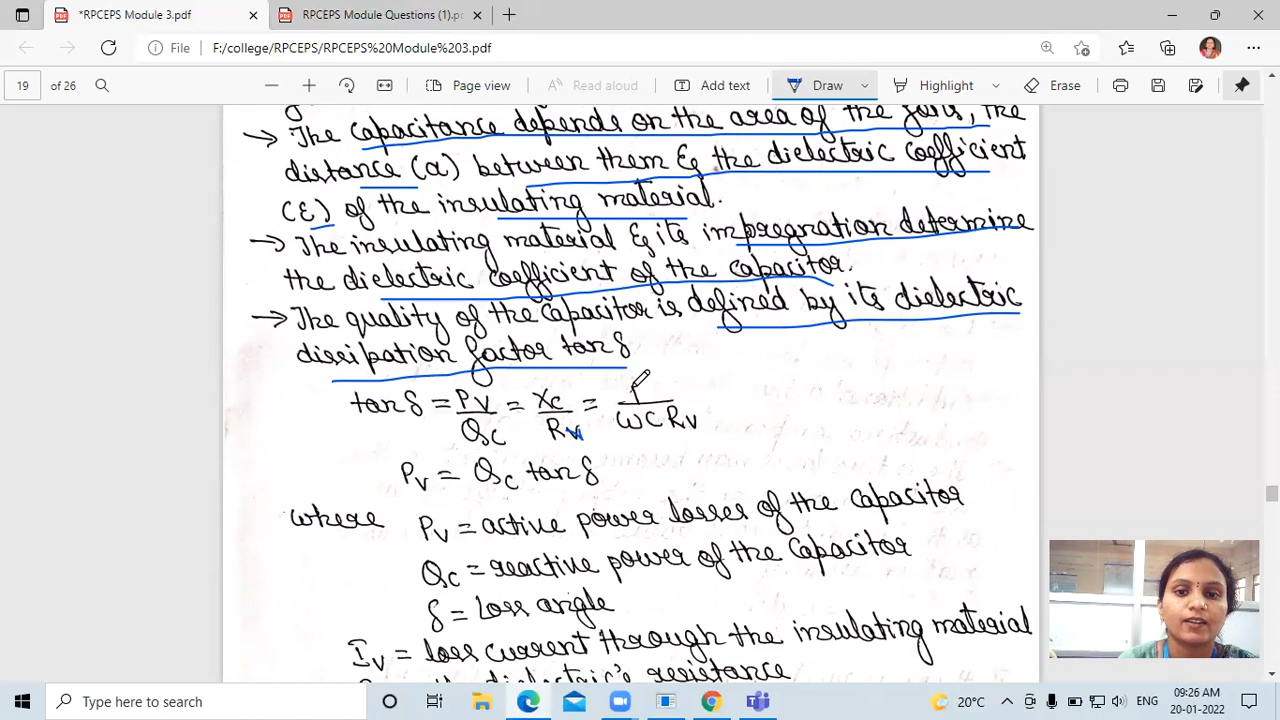 *RPCEPS Module 3.pdf
RPCEPS Module Questions (1).pc
File F:/college/RPCEPS/RPCEPS%20Module%203.pdf
19 of 26 Page view Read aloud Add text Draw Highlight Erase
→ The capacitance depends on the area of the foils, the
distance (a) between them & the dielectric coefficient
(ε) of the insulating material.
→ The insulating material & its impregnation determine
the dielectric coefficient of the capacitor.
→ The quality of the capacitor is defined by its dielectric
dissipation factor tan δ
tan δ = Pv/Qc = Xc/Rv = 1/ωCRv
Pv = Qc tan δ
where Pv = active power losses of the capacitor
Qc = reactive power of the capacitor
δ = loss angle
Iv = loss current through the insulating material
dielectric's resistance
Type here to search 20°C ENG 09:26 AM
20-01-2022